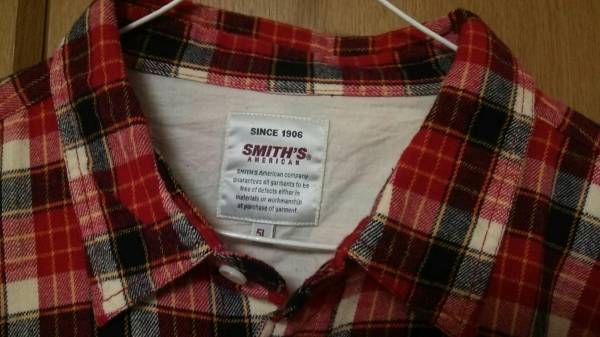 SINCE 1906
SMITH'S®
AMERICAN
SMITH'S American company
guarantees all garments to be
free of defects either in
materials or workmanship
at purchase of garment
5L